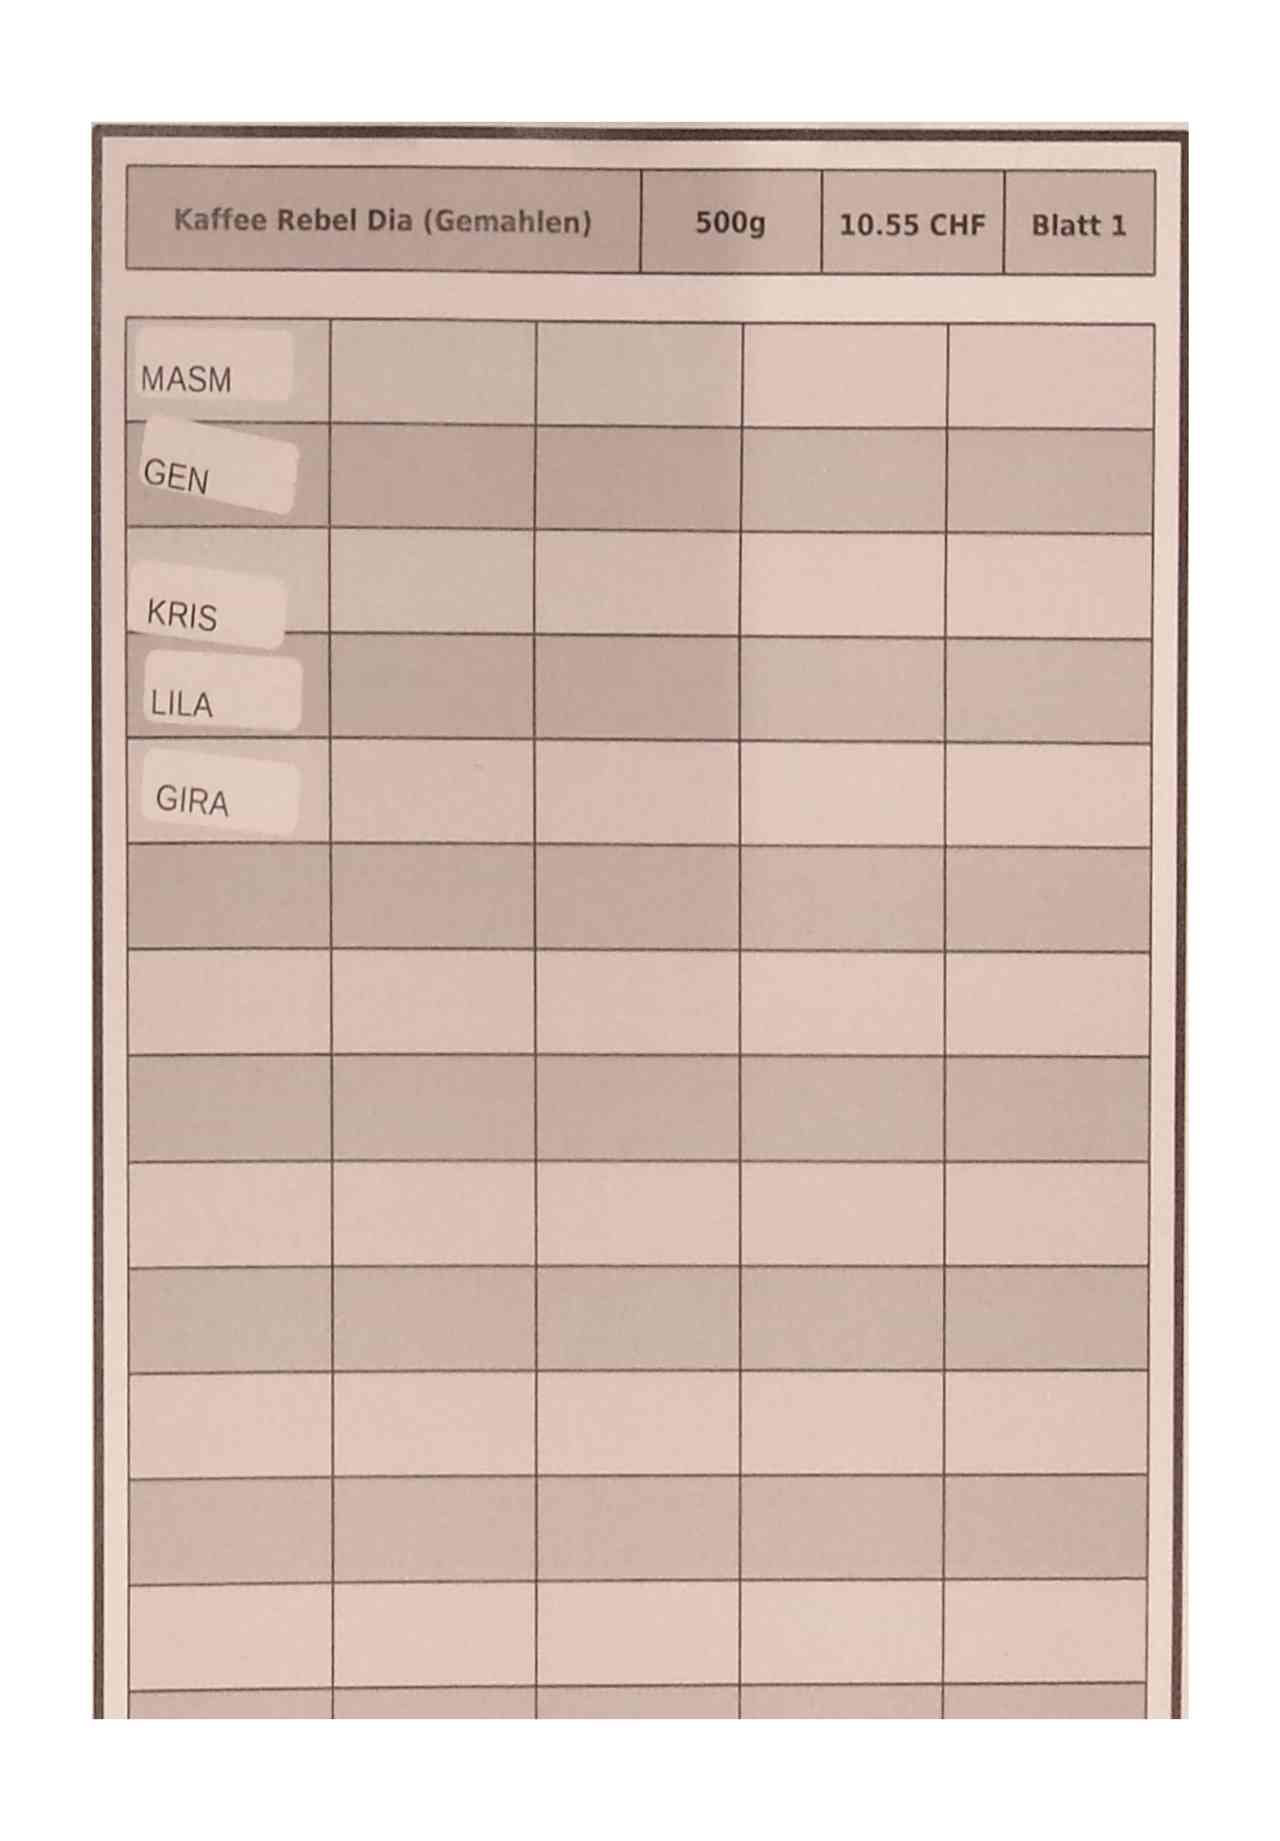 Kaffee Rebel Dia (Gemahlen) 500g 10.55 CHF Blatt 1
MASM
GEN
KRIS
LILA
GIRA